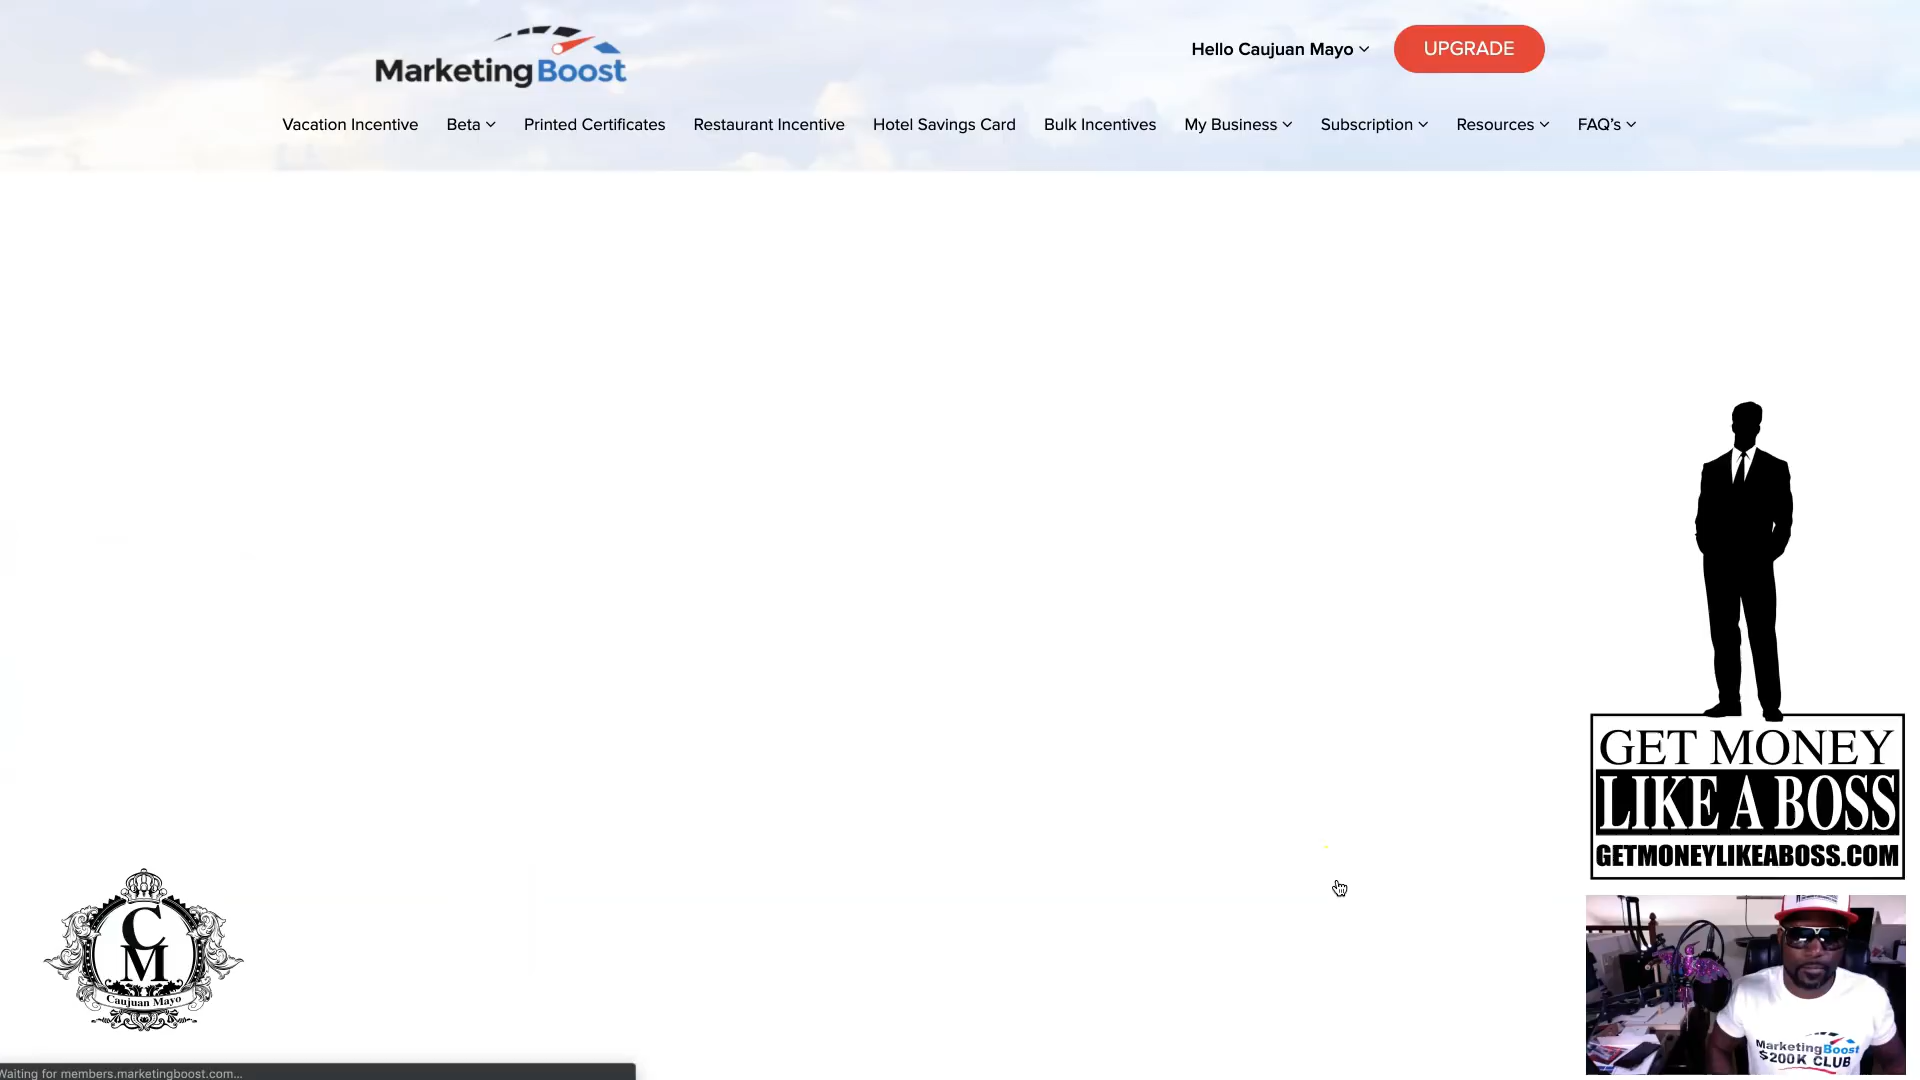 MarketingBoost
Hello Caujuan Mayo
UPGRADE
Vacation Incentive
Beta
Printed Certificates
Restaurant Incentive
Hotel Savings Card
Bulk Incentives
My Business
Subscription
Resources
FAQ's
GET MONEY
LIKE A BOSS
GETMONEYLIKEABOSS.COM
C
M
Caujuan Mayo
MarketingBoost
$200K CLUB
Waiting for members.marketingboost.com...